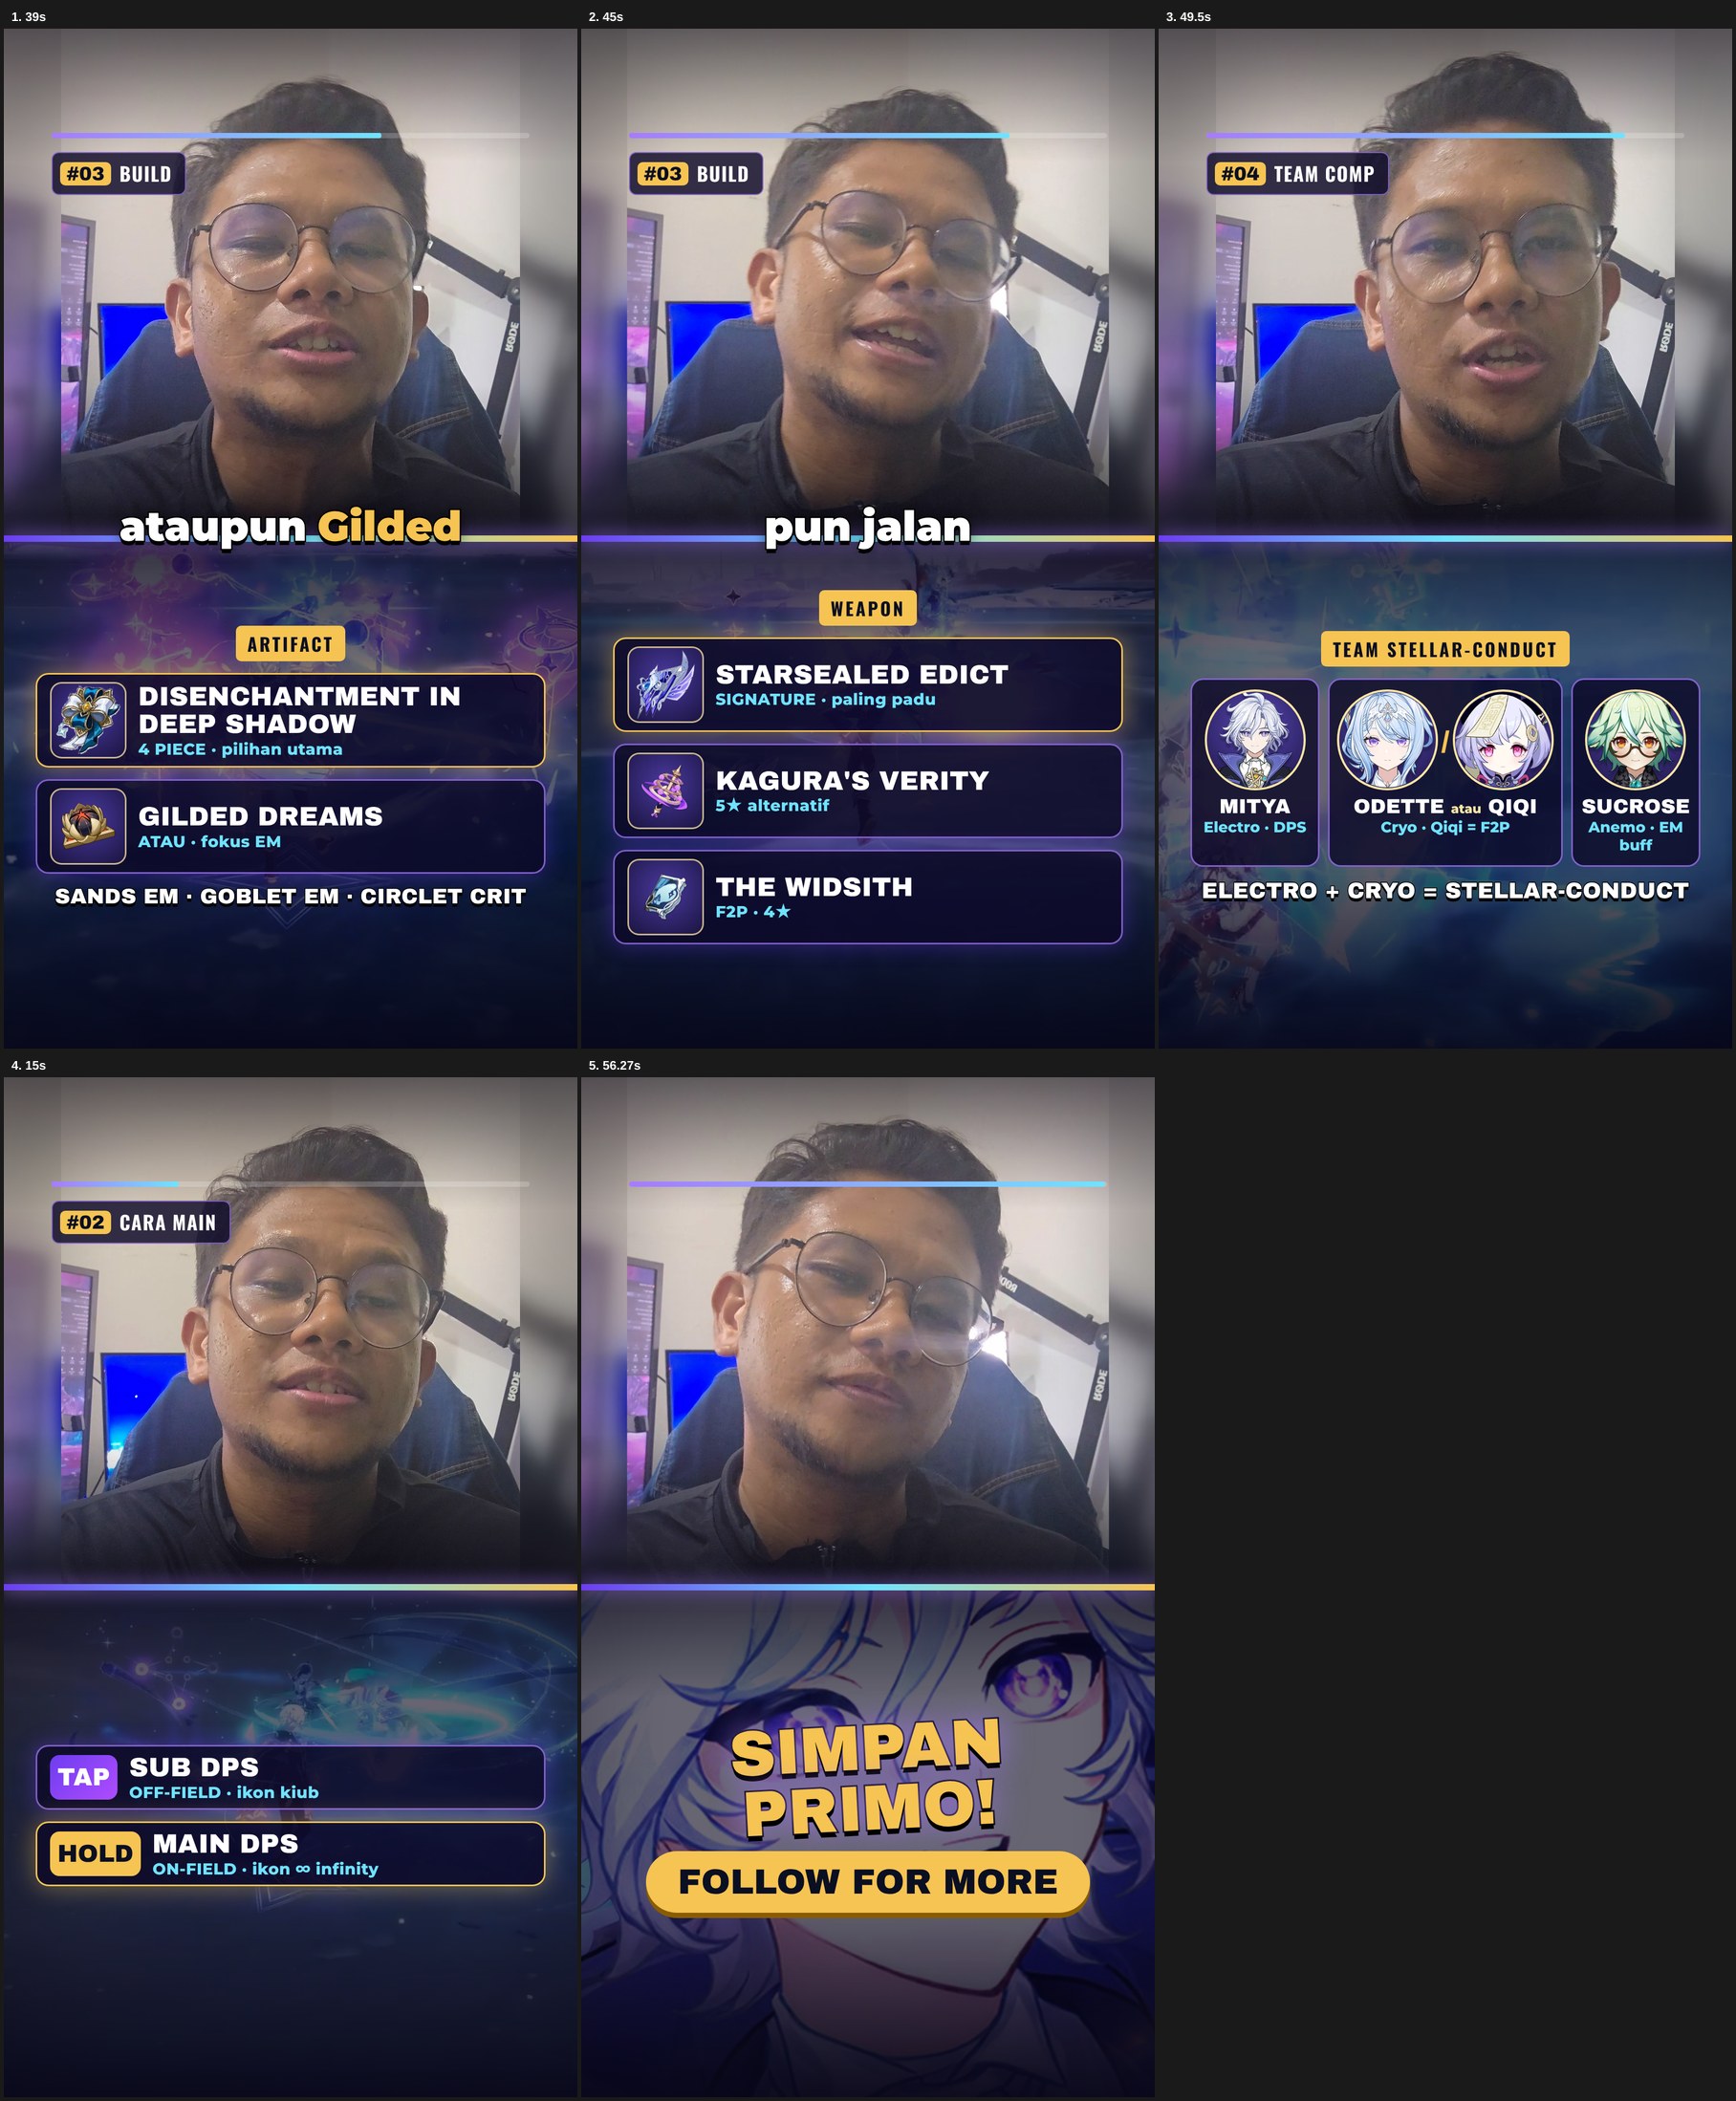 1. 39s
#03 BUILD
RØDE
ataupun Gilded
ARTIFACT
DISENCHANTMENT IN
DEEP SHADOW
4 PIECE · pilihan utama
GILDED DREAMS
ATAU · fokus EM
SANDS EM · GOBLET EM · CIRCLET CRIT
2. 45s
#03 BUILD
RØDE
pun jalan
WEAPON
STARSEALED EDICT
SIGNATURE · paling padu
KAGURA'S VERITY
5★ alternatif
THE WIDSITH
F2P · 4★
3. 49.5s
#04 TEAM COMP
RØDE
TEAM STELLAR-CONDUCT
MITYA
Electro · DPS
/
ODETTE atau QIQI
Cryo · Qiqi = F2P
SUCROSE
Anemo · EM
buff
ELECTRO + CRYO = STELLAR-CONDUCT
4. 15s
#02 CARA MAIN
RØDE
TAP SUB DPS
OFF-FIELD · ikon kiub
HOLD MAIN DPS
ON-FIELD · ikon ∞ infinity
5. 56.27s
RØDE
SIMPAN
PRIMO!
FOLLOW FOR MORE